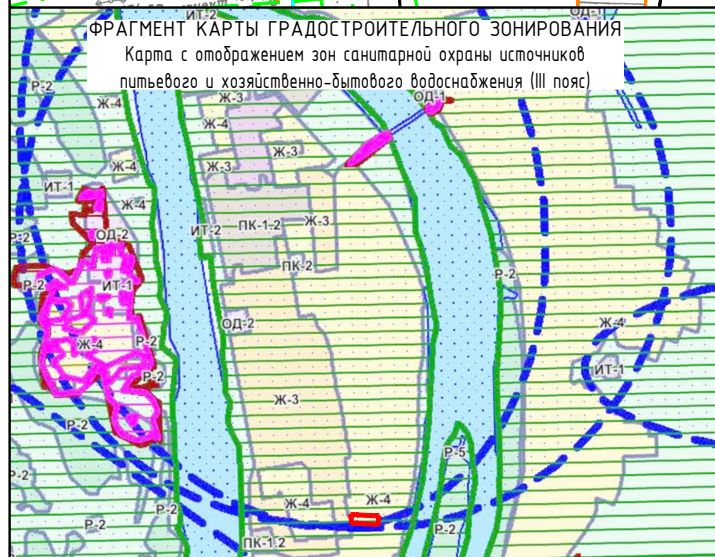 ИТ-2
ОД-1
ФРАГМЕНТ КАРТЫ ГРАДОСТРОИТЕЛЬНОГО ЗОНИРОВАНИЯ
Карта с отображением зон санитарной охраны источников
питьевого и хозяйственно-бытового водоснабжения (III пояс)
Р-2
Ж-4
Ж-3
ОД-1
Ж-4
Ж-3
Ж-4
Ж-3
ИТ-1
Ж-4
ПК-1.2
Ж-3
ИТ-2
Р-2
ОД-2
ПК-2
Р-2
Р-2
ИТ-1
ОД-2
Ж-4
Ж-4
Р-2
ИТ-1
Р-2
Ж-3
Р-2
Р-5
Р-2
Ж-4
Ж-4
Р-2
Р-2
Р-2
ПК-1.2